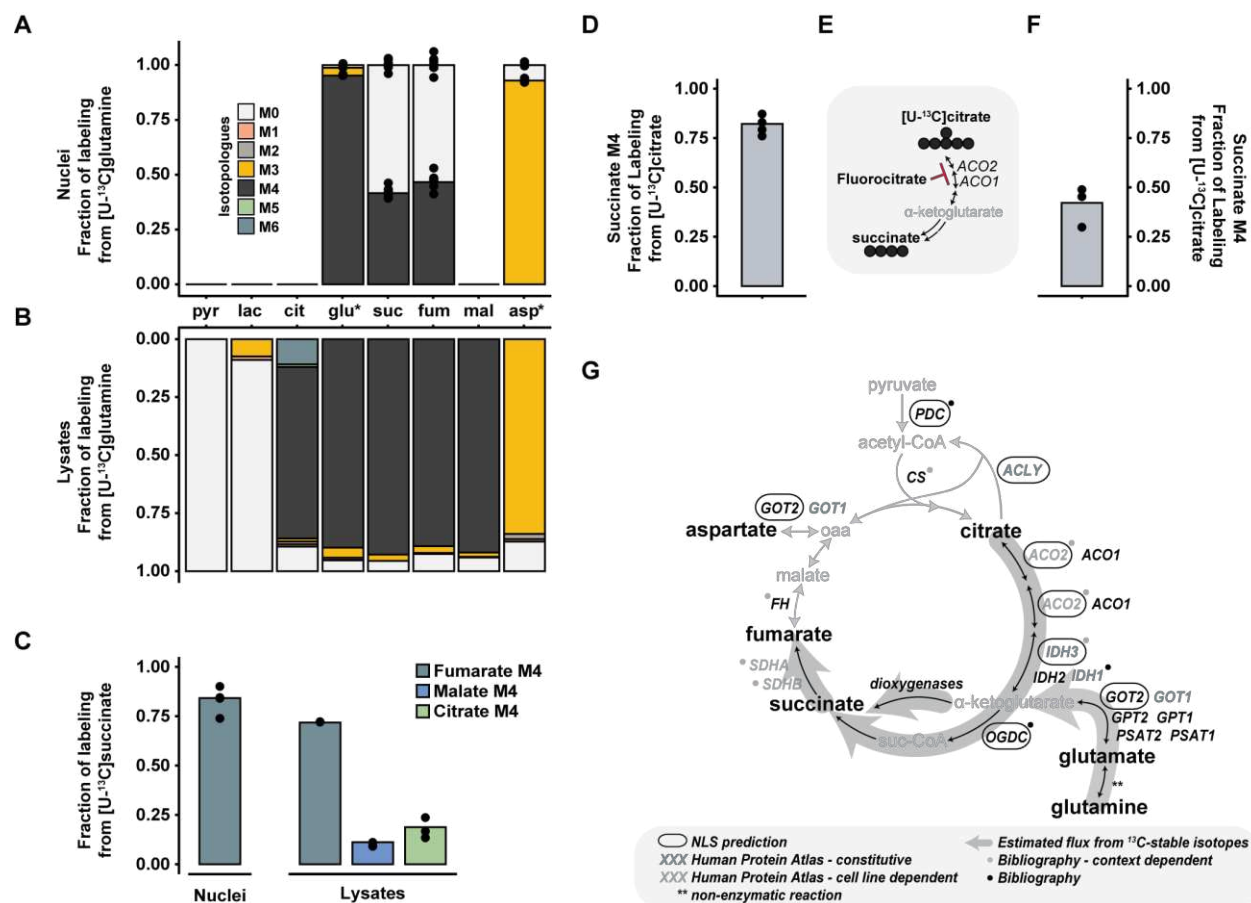 A
Nuclei
Fraction of labeling
from [U-¹³C]glutamine
1.00
0.75
0.50
0.25
0.00
Isotopologues
M0
M1
M2
M3
M4
M5
M6
pyr lac cit glu* suc fum mal asp*
B
Lysates
Fraction of labeling
from [U-¹³C]glutamine
0.00
0.25
0.50
0.75
1.00
C
Fraction of labeling
from [U-¹³C]succinate
1.00
0.75
0.50
0.25
0.00
Fumarate M4
Malate M4
Citrate M4
Nuclei Lysates
D
Succinate M4
Fraction of Labeling
from [U-¹³C]citrate
1.00
0.75
0.50
0.25
0.00
E
[U-¹³C]citrate
ACO2
Fluorocitrate ACO1
α-ketoglutarate
succinate
F
1.00
0.75
0.50
0.25
0.00
Succinate M4
Fraction of Labeling
from [U-¹³C]citrate
G
pyruvate
PDC
acetyl-CoA
CS ACLY
GOT2 GOT1
aspartate oaa citrate
ACO2 ACO1
malate
ACO2 ACO1
FH
fumarate
IDH3
SDHA IDH2 IDH1
SDHB dioxygenases
succinate α-ketoglutarate GOT2 GOT1
GPT2 GPT1
suc-CoA OGDC PSAT2 PSAT1
glutamate
**
glutamine
NLS prediction
XXX Human Protein Atlas - constitutive
XXX Human Protein Atlas - cell line dependent
** non-enzymatic reaction
Estimated flux from ¹³C-stable isotopes
Bibliography - context dependent
Bibliography